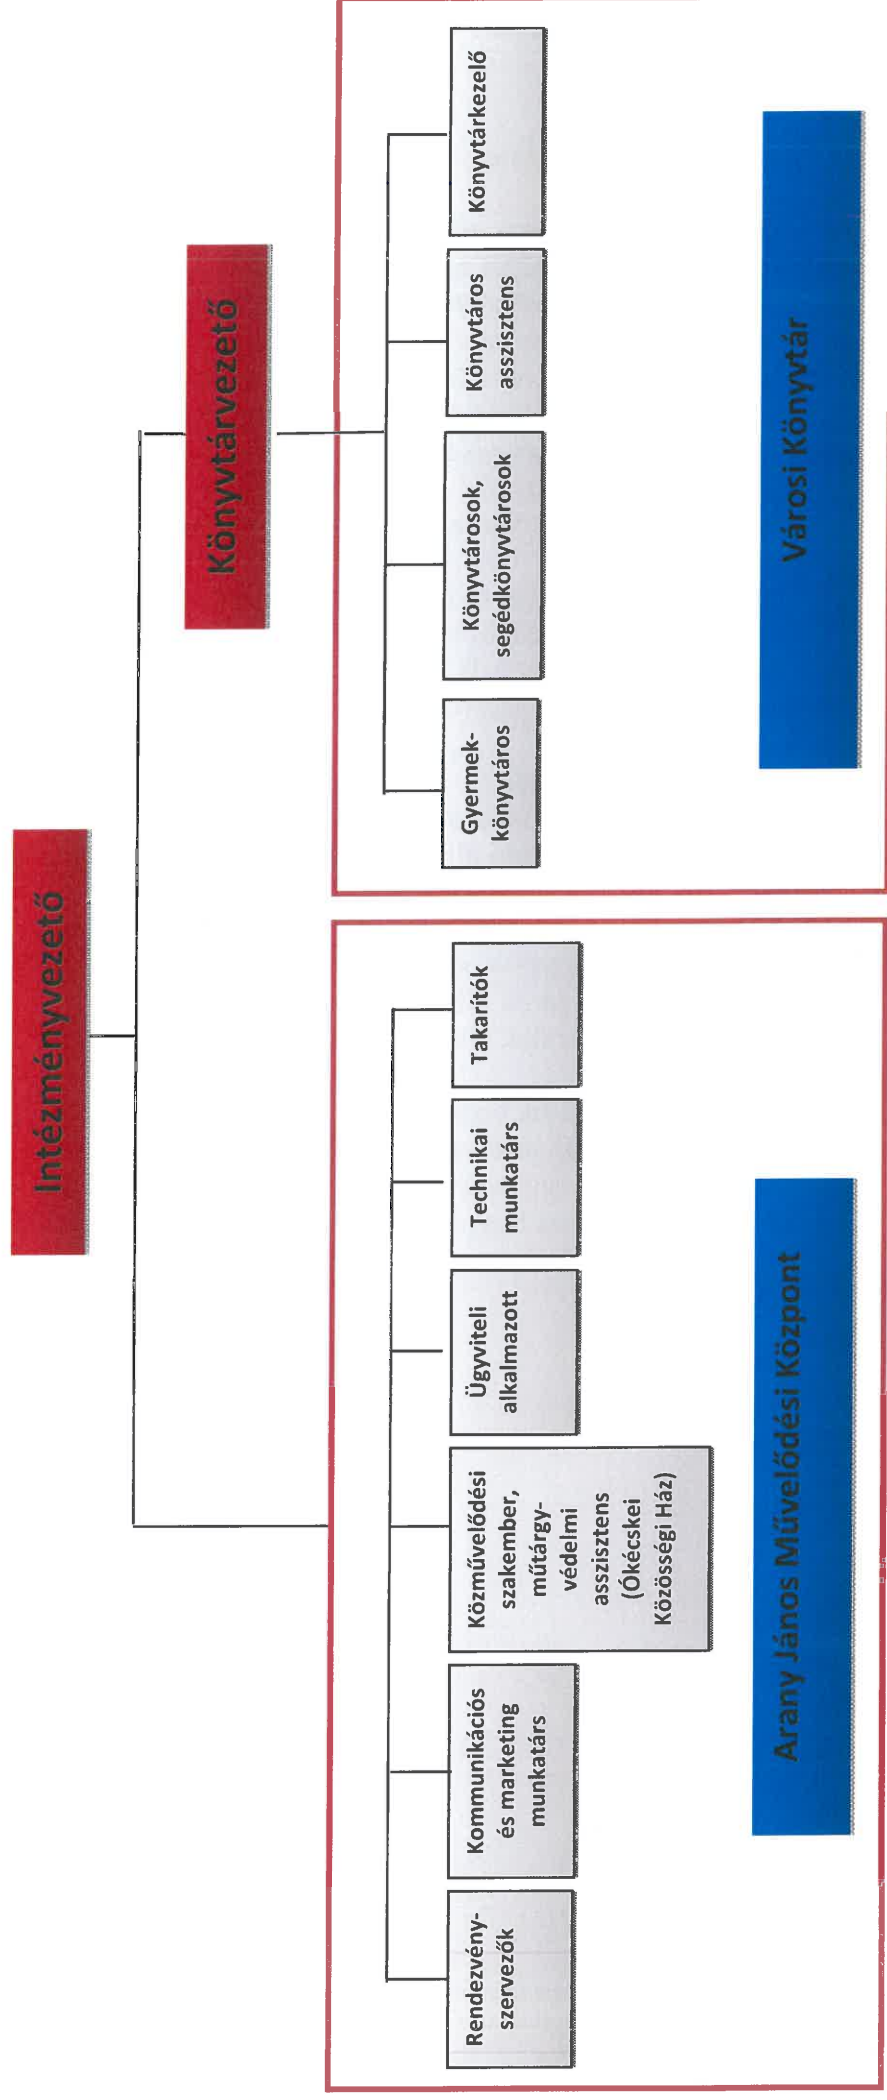 Intézményvezető
Könyvtárvezető
Rendezvény-
szervezők
Kommunikációs
és marketing
munkatárs
Közművelődési
szakember,
műtárgy-
védelmi
asszisztens
(Ókécskei
Közösségi Ház)
Ügyviteli
alkalmazott
Technikai
munkatárs
Takarítók
Gyermek-
könyvtáros
Könyvtárosok,
segédkönyvtárosok
Könyvtáros
asszisztens
Könyvtárkezelő
Arany János Művelődési Központ
Városi Könyvtár